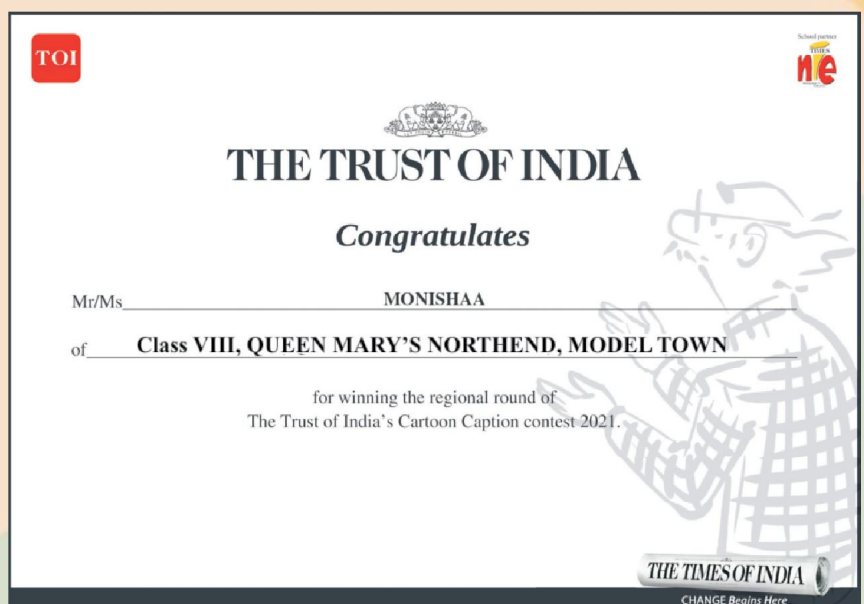 TOI
School partner
TIMES
nie
THE TRUST OF INDIA
Congratulates
Mr/Ms MONISHAA
of Class VIII, QUEEN MARY'S NORTHEND, MODEL TOWN
for winning the regional round of
The Trust of India's Cartoon Caption contest 2021.
THE TIMES OF INDIA
CHANGE Begins Here